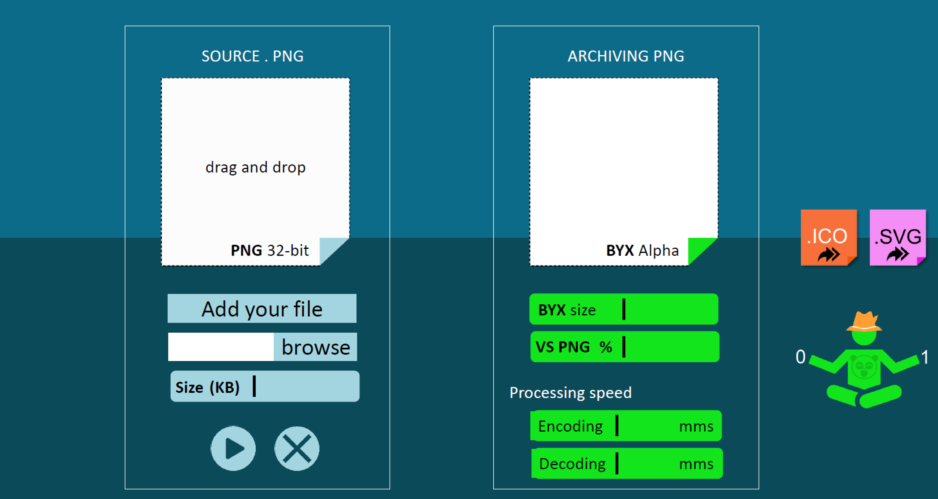 SOURCE . PNG
drag and drop
PNG 32-bit
Add your file
browse
Size (KB)
ARCHIVING PNG
BYX Alpha
BYX size
VS PNG %
Processing speed
Encoding mms
Decoding mms
.ICO
.SVG
0 1